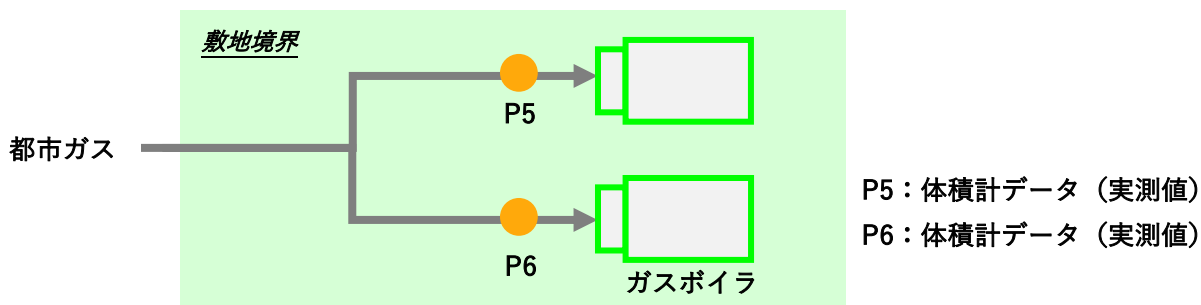 敷地境界
P5
都市ガス
P5：体積計データ（実測値）
P6：体積計データ（実測値）
P6
ガスボイラ